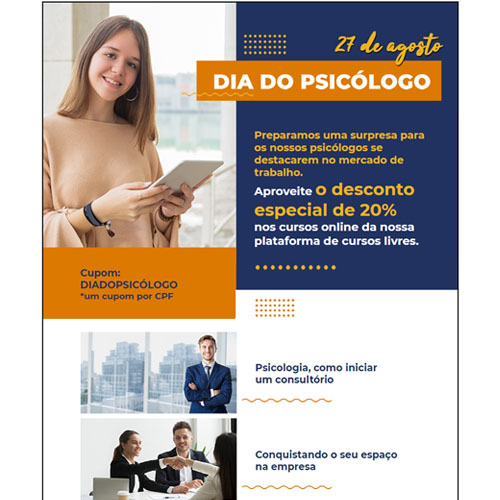 27 de agosto
DIA DO PSICÓLOGO
Preparamos uma surpresa para
os nossos psicólogos se
destacarem no mercado de
trabalho.
Aproveite o desconto
especial de 20%
nos cursos online da nossa
plataforma de cursos livres.
Cupom:
DIADOPSICÓLOGO
*um cupom por CPF
Psicologia, como iniciar
um consultório
Conquistando o seu espaço
na empresa